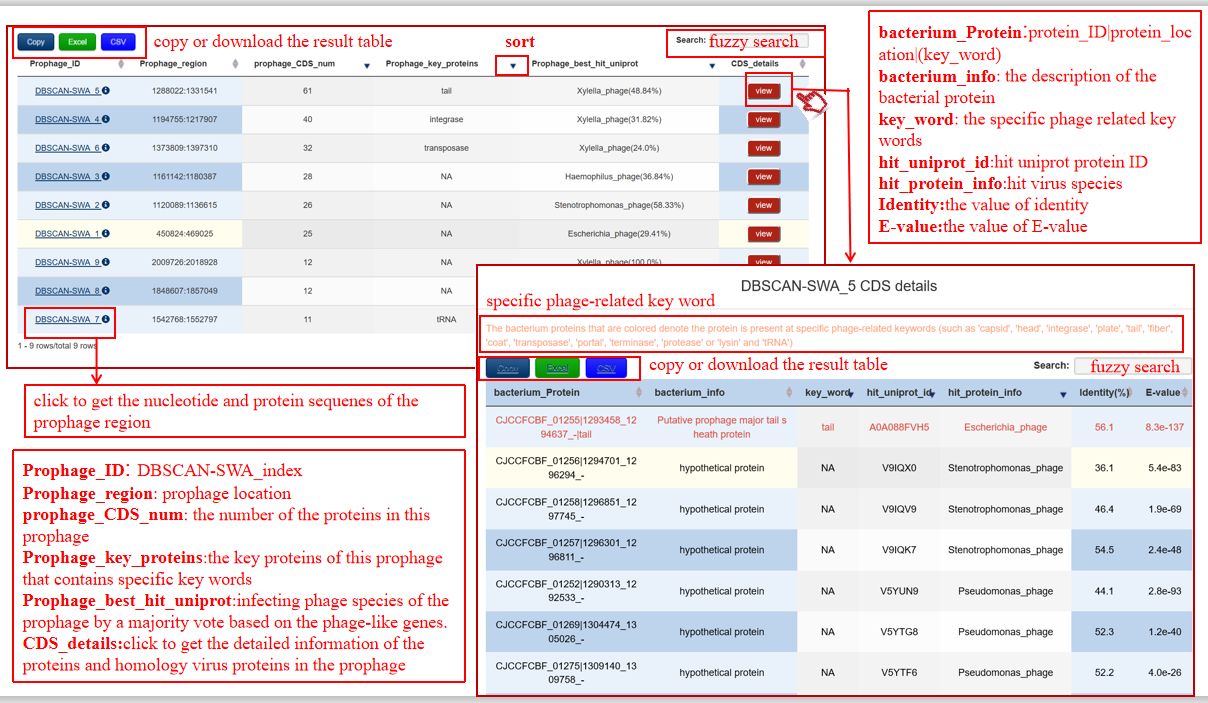 Copy Excel CSV copy or download the result table sort Search: fuzzy search
Prophage_ID Prophage_region prophage_CDS_num Prophage_key_proteins Prophage_best_hit_uniprot CDS_details
DBSCAN-SWA_5 1288022:1331541 61 tail Xylella_phage(48.84%) view
DBSCAN-SWA_4 1194755:1217907 40 integrase Xylella_phage(31.82%) view
DBSCAN-SWA_6 1373809:1397310 32 transposase Xylella_phage(24.0%) view
DBSCAN-SWA_3 1161142:1180387 28 NA Haemophilus_phage(36.84%) view
DBSCAN-SWA_2 1120089:1136615 26 NA Stenotrophomonas_phage(58.33%) view
DBSCAN-SWA_1 450824:469025 25 NA Escherichia_phage(29.41%) view
DBSCAN-SWA_9 2009726:2018928 12 NA Xylella_phage(100.0%) view
DBSCAN-SWA_8 1848607:1857049 12 NA
DBSCAN-SWA_7 1542768:1552797 11 tRNA
1 - 9 rows/total 9 rows
click to get the nucleotide and protein sequenes of the
prophage region
Prophage_ID: DBSCAN-SWA_index
Prophage_region: prophage location
prophage_CDS_num: the number of the proteins in this
prophage
Prophage_key_proteins:the key proteins of this prophage
that contains specific key words
Prophage_best_hit_uniprot:infecting phage species of the
prophage by a majority vote based on the phage-like genes.
CDS_details:click to get the detailed information of the
proteins and homology virus proteins in the prophage
bacterium_Protein:protein_ID|protein_loc
ation|(key_word)
bacterium_info: the description of the
bacterial protein
key_word: the specific phage related key
words
hit_uniprot_id:hit uniprot protein ID
hit_protein_info:hit virus species
Identity:the value of identity
E-value:the value of E-value
DBSCAN-SWA_5 CDS details
specific phage-related key word
The bacterium proteins that are colored denote the protein is present at specific phage-related keywords (such as 'capsid', 'head', 'integrase', 'plate', 'tail', 'fiber',
'coat', 'transposase', 'portal', 'terminase', 'protease' or 'lysin' and 'tRNA')
Copy Excel CSV copy or download the result table Search: fuzzy search
bacterium_Protein bacterium_info key_word hit_uniprot_id hit_protein_info Identity(%) E-value
CJCCFCBF_01255|1293458_12
94637_-|tail Putative prophage major tail s
heath protein tail A0A088FVH5 Escherichia_phage 56.1 8.3e-137
CJCCFCBF_01256|1294701_12
96294_- hypothetical protein NA V9IQX0 Stenotrophomonas_phage 36.1 5.4e-83
CJCCFCBF_01258|1296851_12
97745_- hypothetical protein NA V9IQV9 Stenotrophomonas_phage 46.4 1.9e-69
CJCCFCBF_01257|1296301_12
96811_- hypothetical protein NA V9IQK7 Stenotrophomonas_phage 54.5 2.4e-48
CJCCFCBF_01252|1290313_12
92533_- hypothetical protein NA V5YUN9 Pseudomonas_phage 44.1 2.8e-93
CJCCFCBF_01269|1304474_13
05026_- hypothetical protein NA V5YTG8 Pseudomonas_phage 52.3 1.2e-40
CJCCFCBF_01275|1309140_13
09758_- hypothetical protein NA V5YTF6 Pseudomonas_phage 52.2 4.0e-26